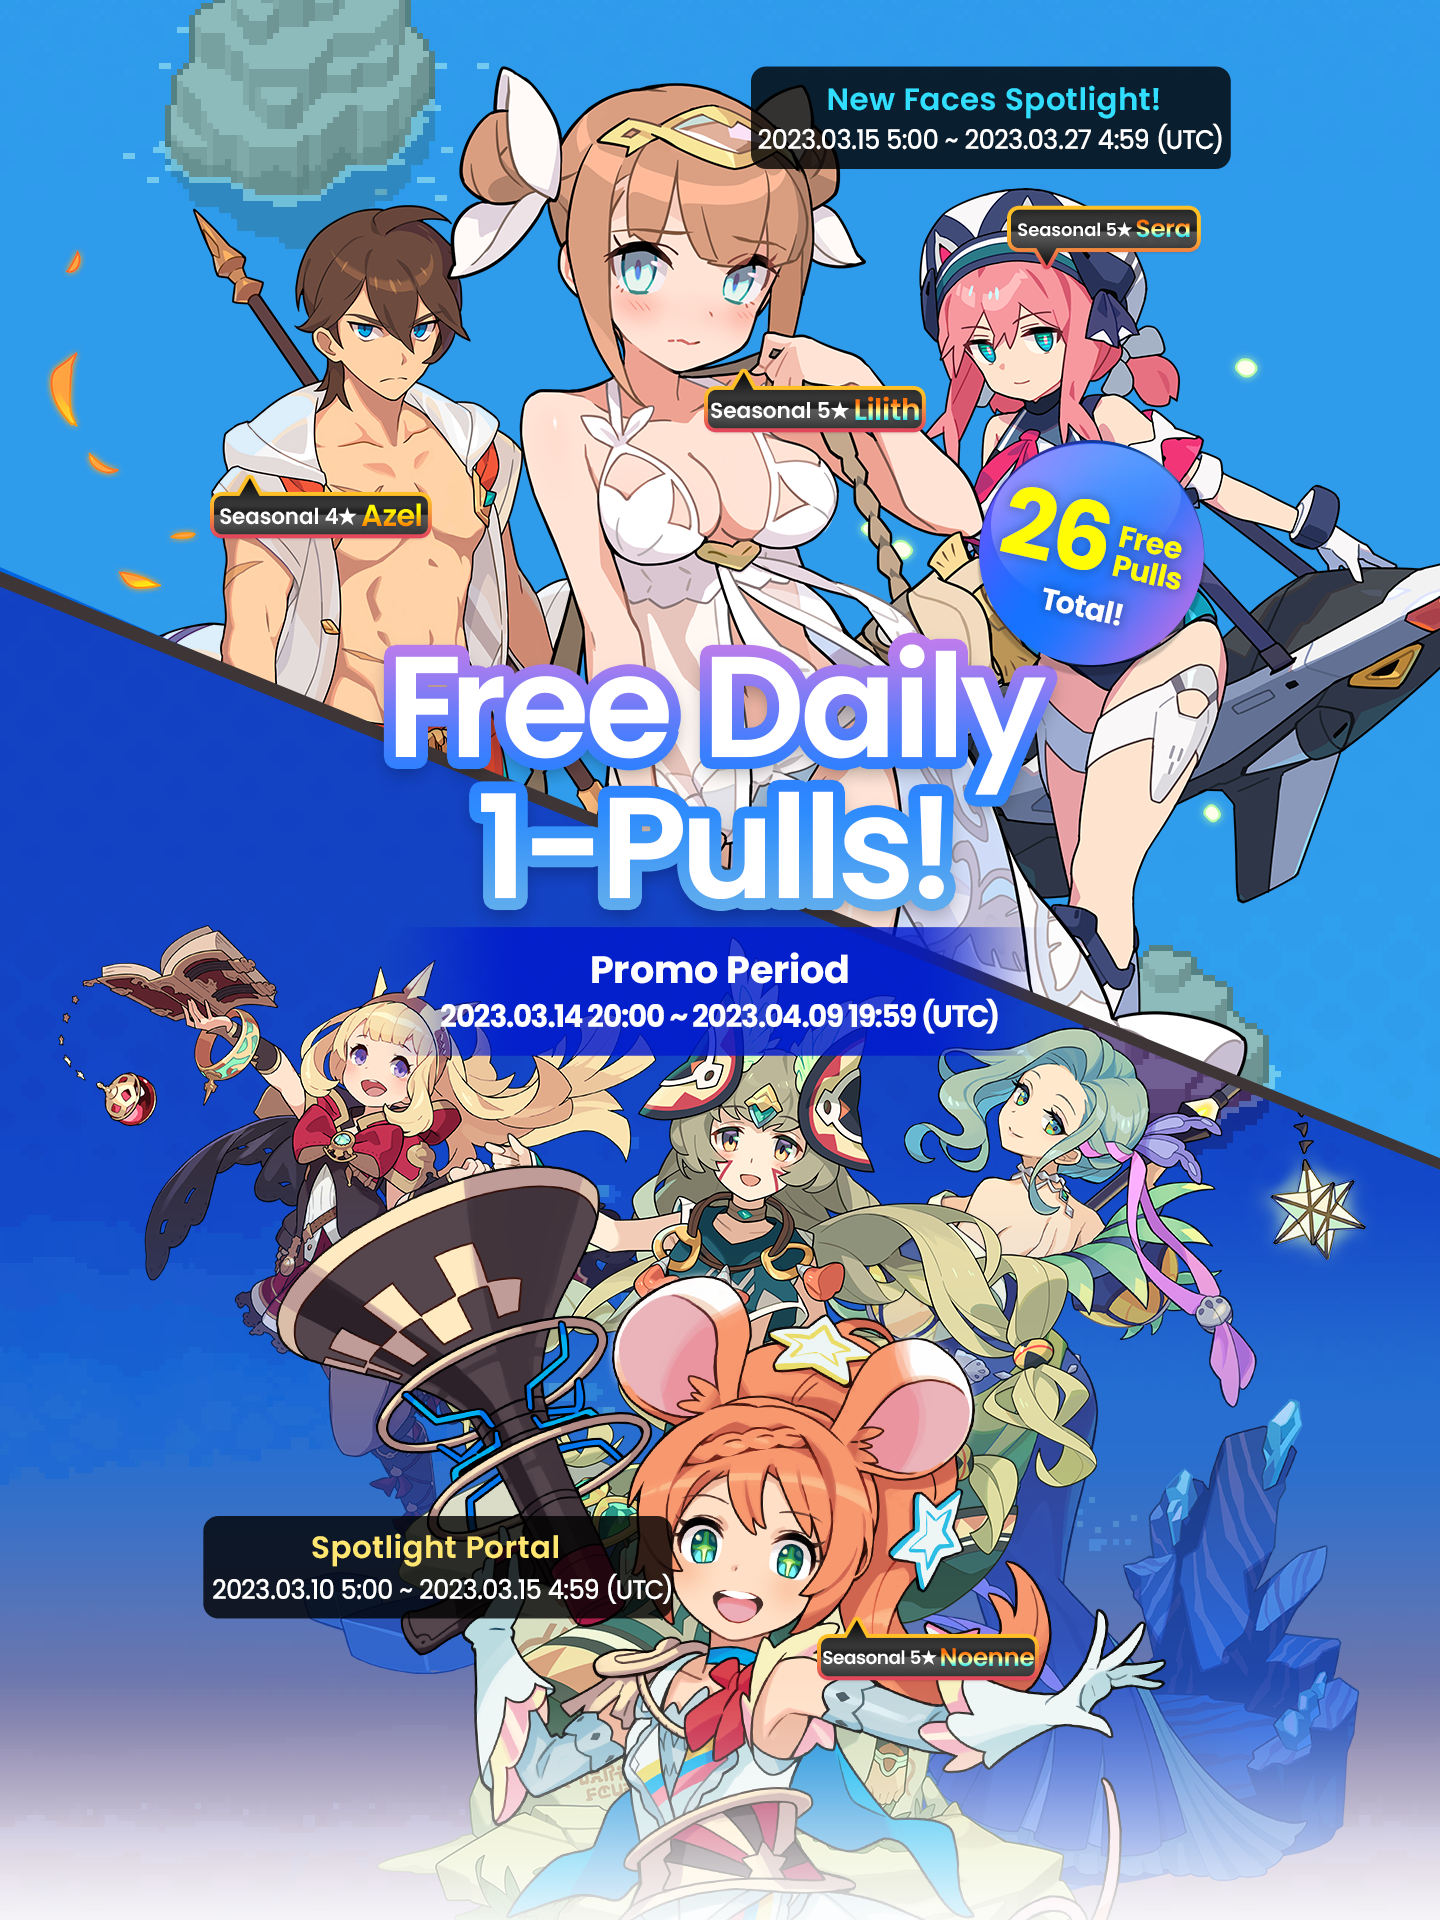 New Faces Spotlight!
2023.03.15 5:00 ~ 2023.03.27 4:59 (UTC)
Seasonal 5★ Sera
Seasonal 5★ Lilith
Seasonal 4★ Azel
26 Free Pulls
Total!
Free Daily
1-Pulls!
Promo Period
2023.03.14 20:00 ~ 2023.04.09 19:59 (UTC)
Spotlight Portal
2023.03.10 5:00 ~ 2023.03.15 4:59 (UTC)
Seasonal 5★ Noenne